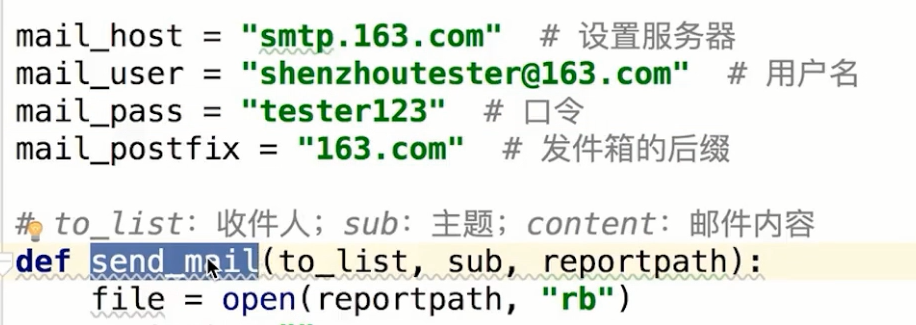 mail_host = "smtp.163.com"  # 设置服务器
mail_user = "shenzhoutester@163.com"  # 用户名
mail_pass = "tester123"  # 口令
mail_postfix = "163.com"  # 发件箱的后缀
# to_list：收件人；sub：主题；content：邮件内容
def send_mail(to_list, sub, reportpath):
file = open(reportpath, "rb")